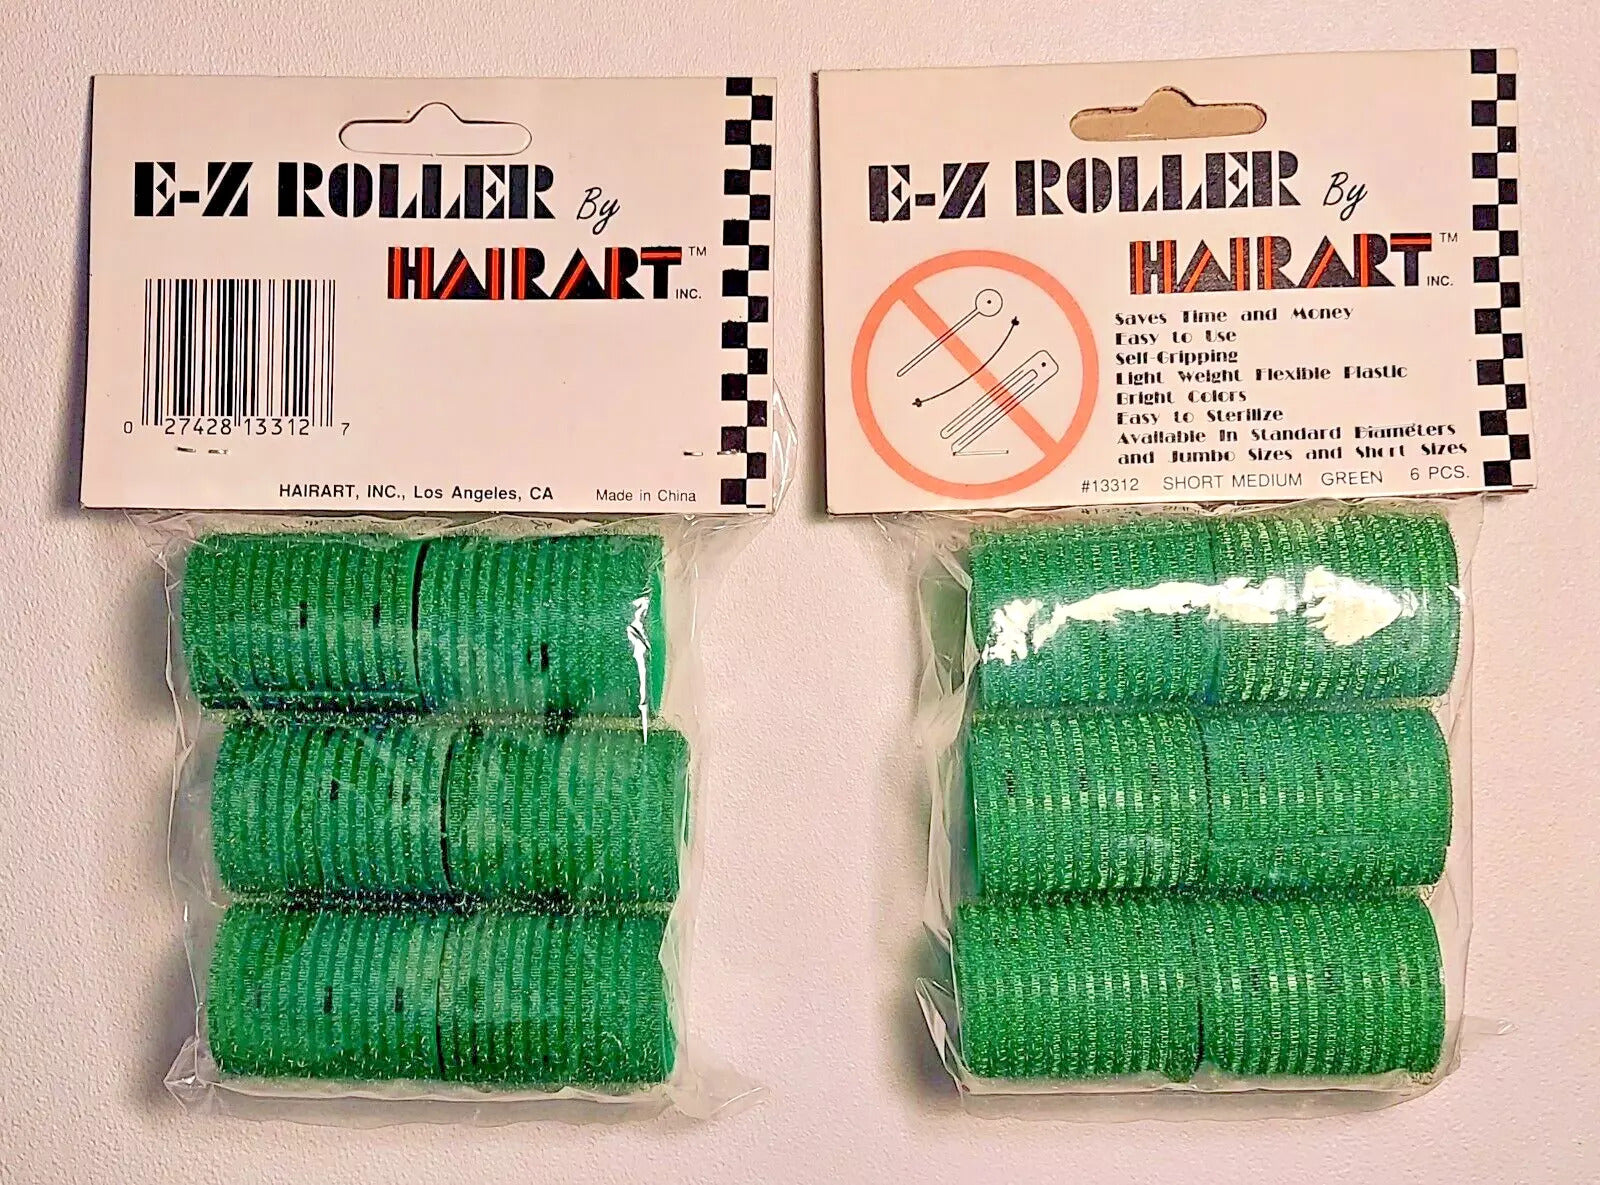 E-Z ROLLER By
HAIRART™ INC.
0 27428 13312 7
HAIRART, INC., Los Angeles, CA Made in China
E-Z ROLLER By
HAIRART™ INC.
Saves Time and Money
Easy to Use
Self-Gripping
Light Weight Flexible Plastic
Bright Colors
Easy to Sterilize
Available In Standard Diameters
and Jumbo Sizes and Short Sizes
#13312 SHORT MEDIUM GREEN 6 PCS.